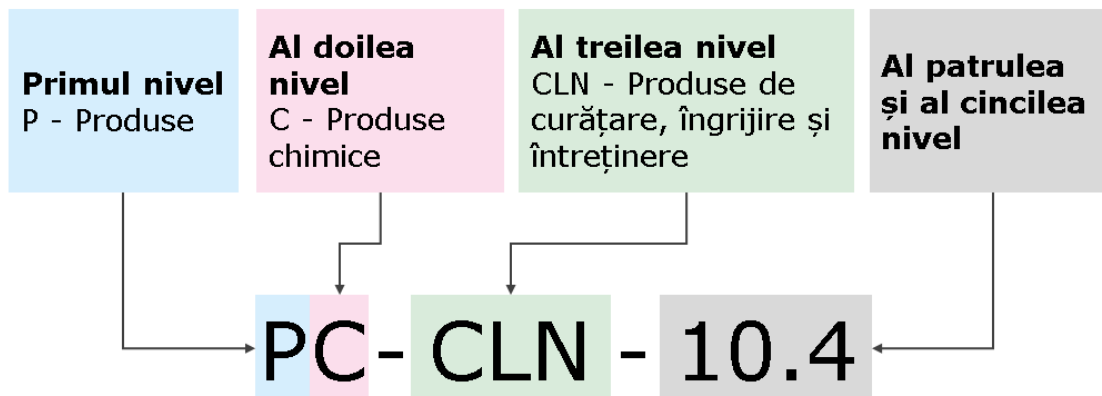 Primul nivel
P - Produse
Al doilea
nivel
C - Produse
chimice
Al treilea nivel
CLN - Produse de
curățare, îngrijire și
întreținere
Al patrulea
și al cincilea
nivel
PC - CLN - 10.4